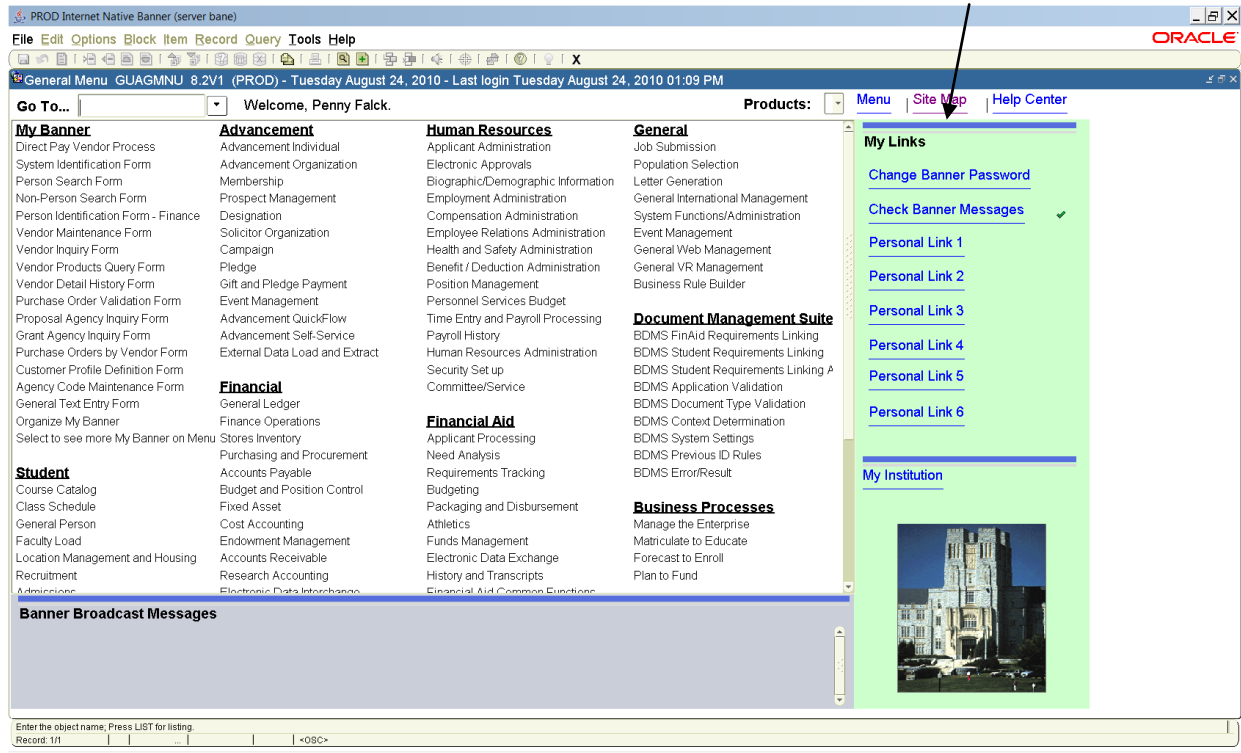 PROD Internet Native Banner (server bane)
File Edit Options Block Item Record Query Tools Help
ORACLE
General Menu GUAGMNU 8.2V1 (PROD) - Tuesday August 24, 2010 - Last login Tuesday August 24, 2010 01:09 PM
Go To... Welcome, Penny Falck. Products: Menu | Site Map | Help Center
My Banner
Direct Pay Vendor Process
System Identification Form
Person Search Form
Non-Person Search Form
Person Identification Form - Finance
Vendor Maintenance Form
Vendor Inquiry Form
Vendor Products Query Form
Vendor Detail History Form
Purchase Order Validation Form
Proposal Agency Inquiry Form
Grant Agency Inquiry Form
Purchase Orders by Vendor Form
Customer Profile Definition Form
Agency Code Maintenance Form
General Text Entry Form
Organize My Banner
Select to see more My Banner on Menu
Student
Course Catalog
Class Schedule
General Person
Faculty Load
Location Management and Housing
Recruitment
Admissions
Advancement
Advancement Individual
Advancement Organization
Membership
Prospect Management
Designation
Solicitor Organization
Campaign
Pledge
Gift and Pledge Payment
Event Management
Advancement QuickFlow
Advancement Self-Service
External Data Load and Extract
Financial
General Ledger
Finance Operations
Stores Inventory
Purchasing and Procurement
Accounts Payable
Budget and Position Control
Fixed Asset
Cost Accounting
Endowment Management
Accounts Receivable
Research Accounting
Electronic Data Interchange
Human Resources
Applicant Administration
Electronic Approvals
Biographic/Demographic Information
Employment Administration
Compensation Administration
Employee Relations Administration
Health and Safety Administration
Benefit / Deduction Administration
Position Management
Personnel Services Budget
Time Entry and Payroll Processing
Payroll History
Human Resources Administration
Security Set up
Committee/Service
Financial Aid
Applicant Processing
Need Analysis
Requirements Tracking
Budgeting
Packaging and Disbursement
Athletics
Funds Management
Electronic Data Exchange
History and Transcripts
Financial Aid Common Functions
General
Job Submission
Population Selection
Letter Generation
General International Management
System Functions/Administration
Event Management
General Web Management
General VR Management
Business Rule Builder
Document Management Suite
BDMS FinAid Requirements Linking
BDMS Student Requirements Linking
BDMS Student Requirements Linking A
BDMS Application Validation
BDMS Document Type Validation
BDMS Context Determination
BDMS System Settings
BDMS Previous ID Rules
BDMS Error/Result
Business Processes
Manage the Enterprise
Matriculate to Educate
Forecast to Enroll
Plan to Fund
My Links
Change Banner Password
Check Banner Messages
Personal Link 1
Personal Link 2
Personal Link 3
Personal Link 4
Personal Link 5
Personal Link 6
My Institution
Banner Broadcast Messages
Enter the object name; Press LIST for listing.
Record: 1/1 | | ... | | <OSC>